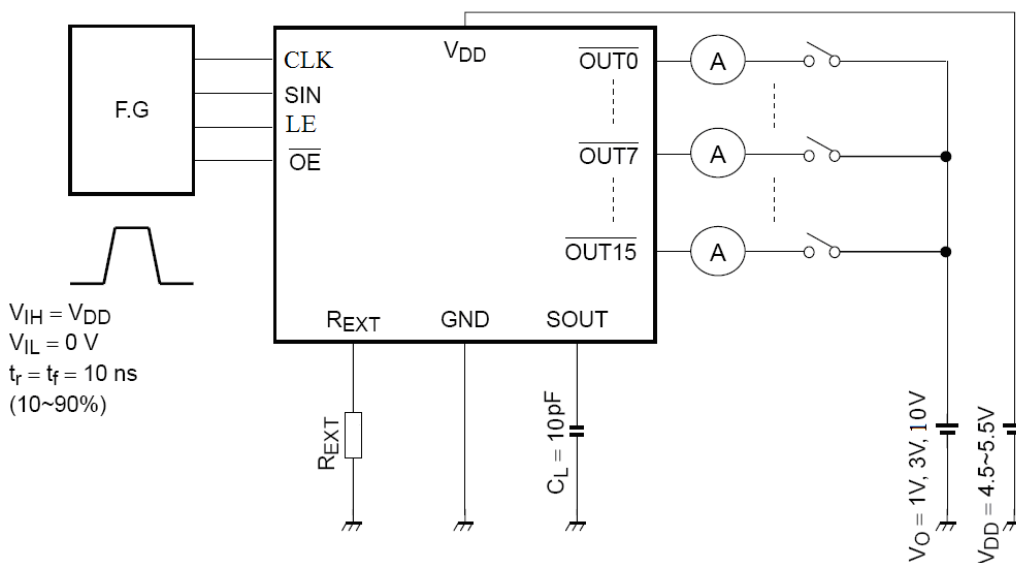 F.G
CLK
SIN
LE
OE
VDD
OUT0
OUT7
OUT15
A
A
A
REXT
GND
SOUT
VIH = VDD
VIL = 0 V
tr = tf = 10 ns
(10~90%)
REXT
CL = 10pF
VO = 1V, 3V, 10V
VDD = 4.5~5.5V